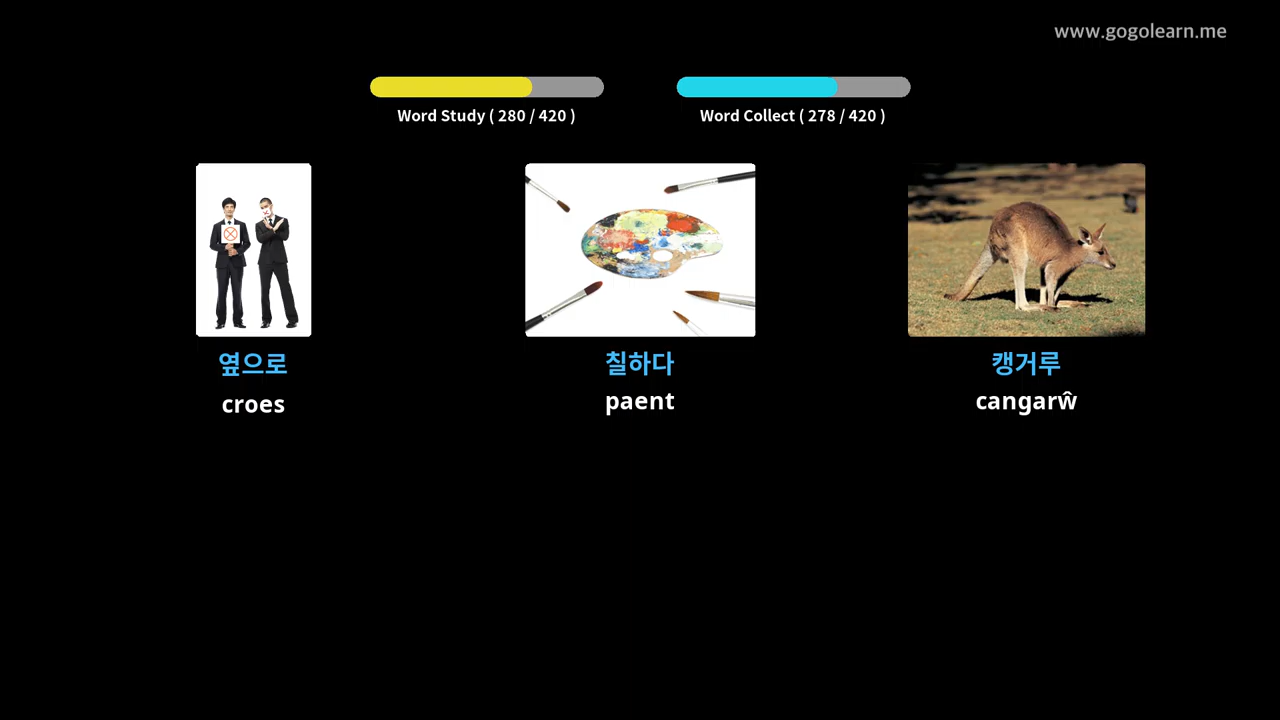 www.gogolearn.me
Word Study ( 280 / 420 )
Word Collect ( 278 / 420 )
옆으로
croes
칠하다
paent
캥거루
cangarŵ